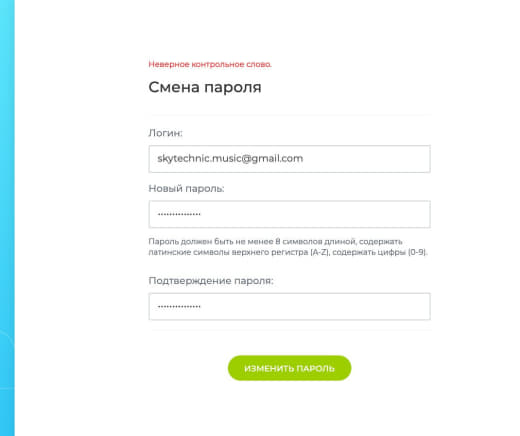 Неверное контрольное слово.
Смена пароля
Логин:
skytechnic.music@gmail.com
Новый пароль:
•••••••••••••••
Пароль должен быть не менее 8 символов длиной, содержать
латинские символы верхнего регистра (A-Z), содержать цифры (0-9).
Подтверждение пароля:
•••••••••••••••
ИЗМЕНИТЬ ПАРОЛЬ